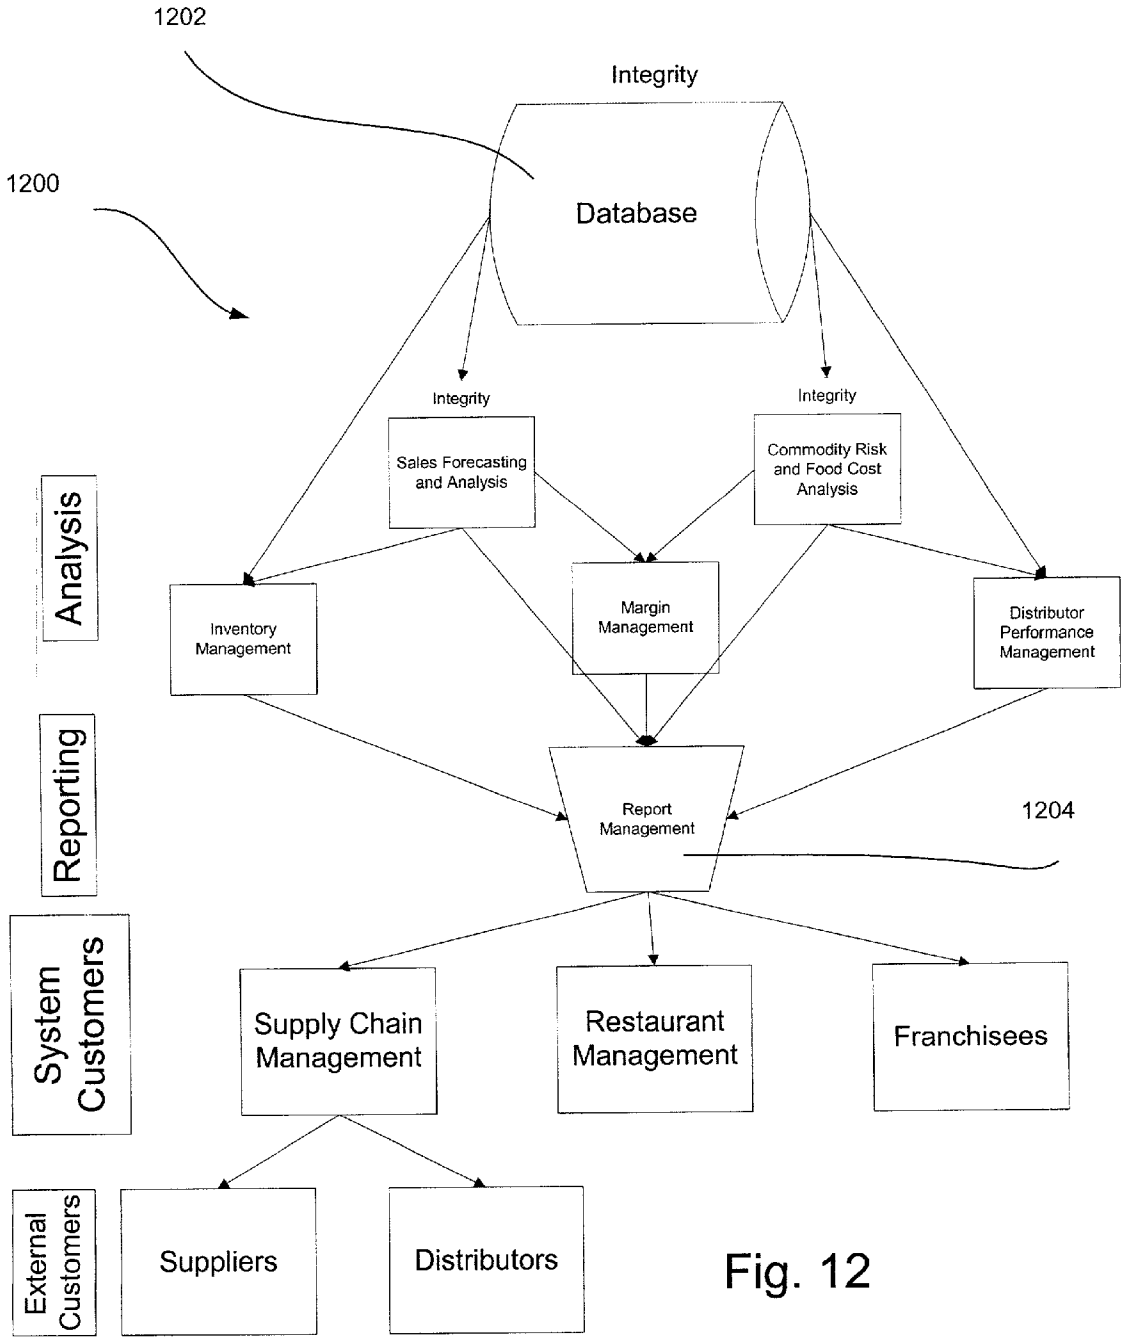 1202
Integrity
1200
Database
Integrity
Integrity
Sales Forecasting
and Analysis
Commodity Risk
and Food Cost
Analysis
Analysis
Inventory
Management
Margin
Management
Distributor
Performance
Management
Reporting
Report
Management
1204
System
Customers
Supply Chain
Management
Restaurant
Management
Franchisees
External
Customers
Suppliers
Distributors
Fig. 12